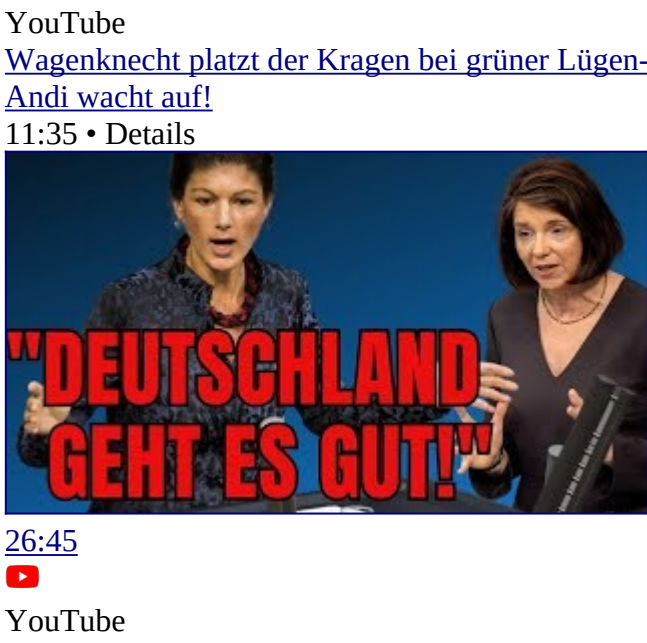 YouTube
Wagenknecht platzt der Kragen bei grüner Lügen-
Andi wacht auf!
11:35 • Details
"DEUTSCHLAND
GEHT ES GUT!"
26:45
YouTube